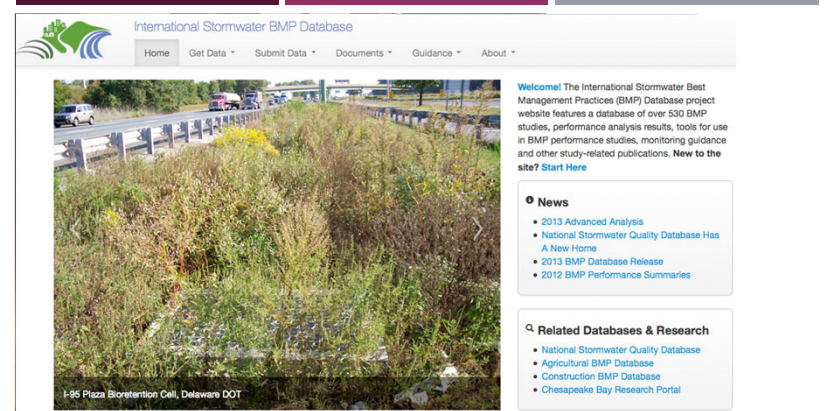 International Stormwater BMP Database
Home Get Data Submit Data Documents Guidance About
I-95 Plaza Bioretention Cell, Delaware DOT
Welcome! The International Stormwater Best
Management Practices (BMP) Database project
website features a database of over 530 BMP
studies, performance analysis results, tools for use
in BMP performance studies, monitoring guidance
and other study-related publications. New to the
site? Start Here
News
2013 Advanced Analysis
National Stormwater Quality Database Has
A New Home
2013 BMP Database Release
2012 BMP Performance Summaries
Related Databases & Research
National Stormwater Quality Database
Agricultural BMP Database
Construction BMP Database
Chesapeake Bay Research Portal